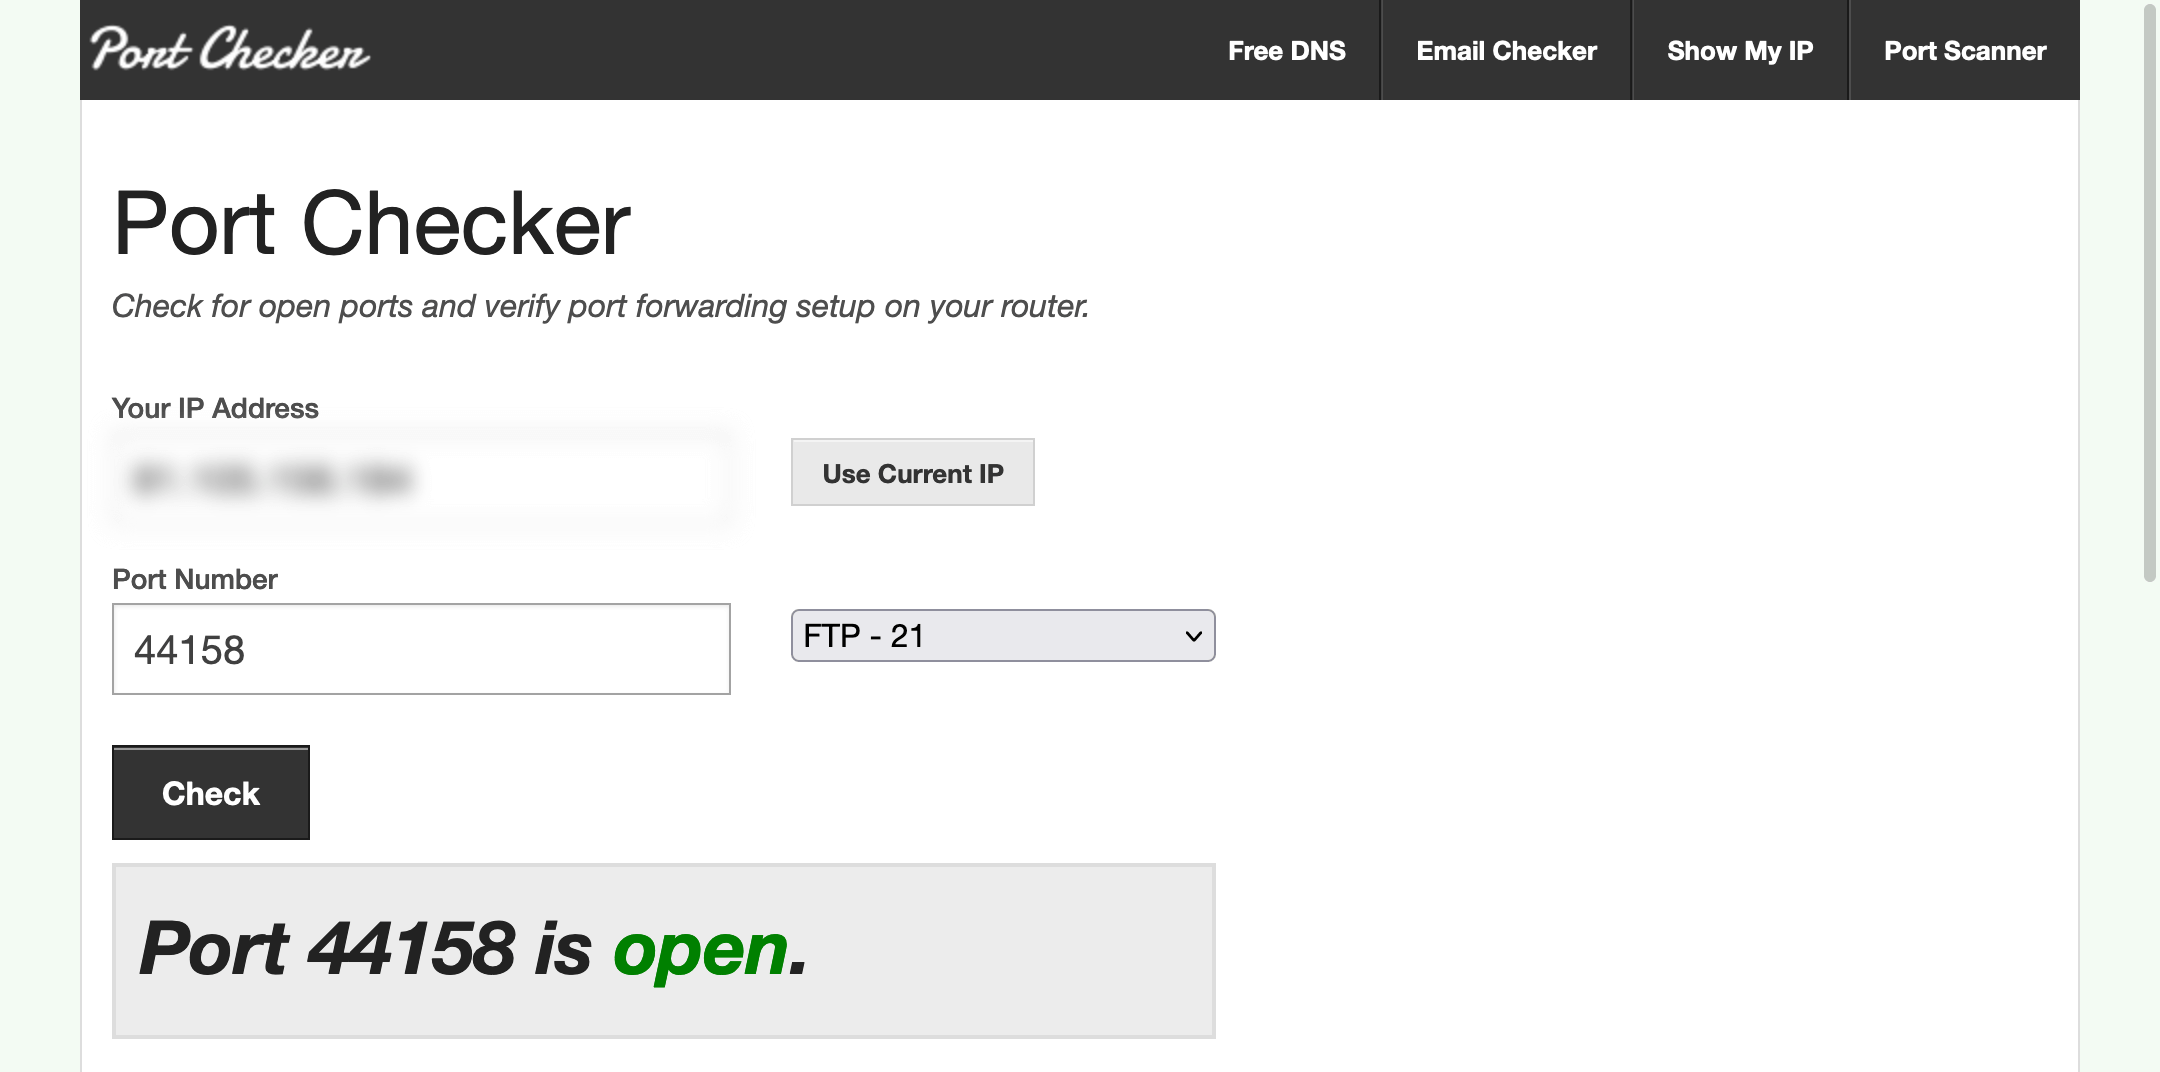 Port Checker
Free DNS
Email Checker
Show My IP
Port Scanner
Port Checker
Check for open ports and verify port forwarding setup on your router.
Your IP Address
Use Current IP
Port Number
44158
FTP - 21
Check
Port 44158 is open.